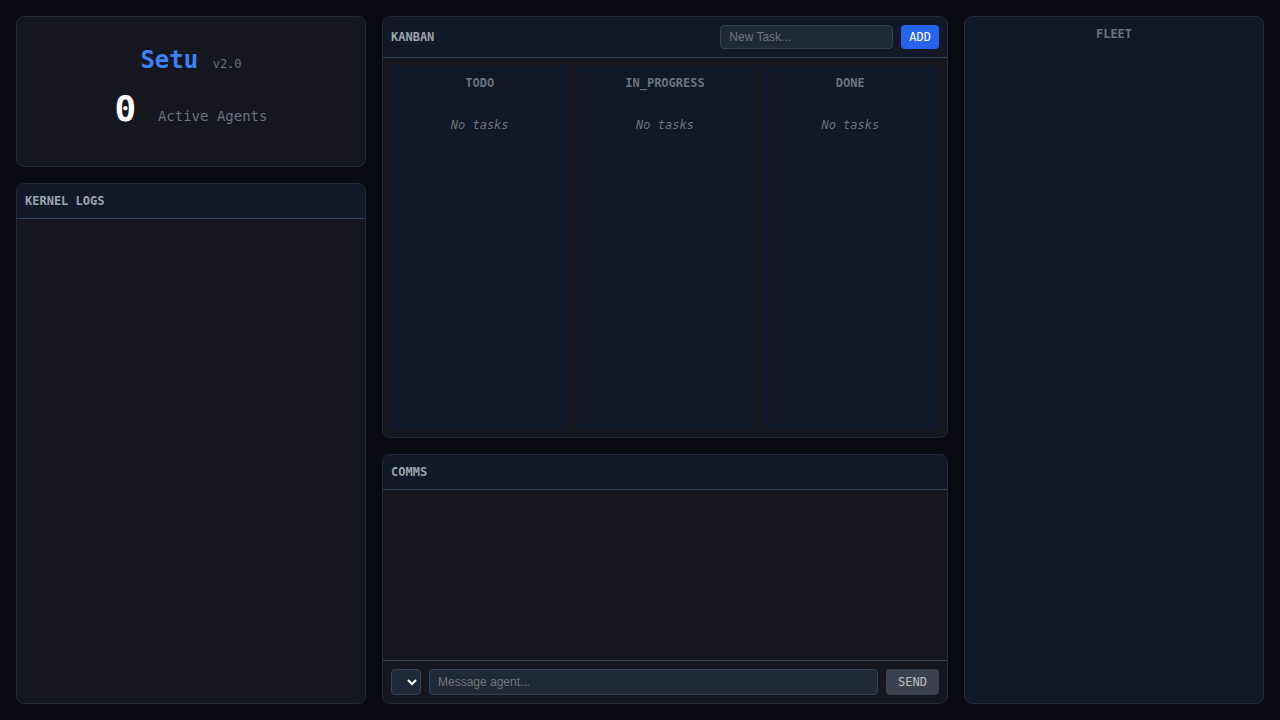 Setu v2.0
0 Active Agents
KERNEL LOGS
KANBAN
New Task...
ADD
TODO
No tasks
IN_PROGRESS
No tasks
DONE
No tasks
COMMS
Message agent...
SEND
FLEET